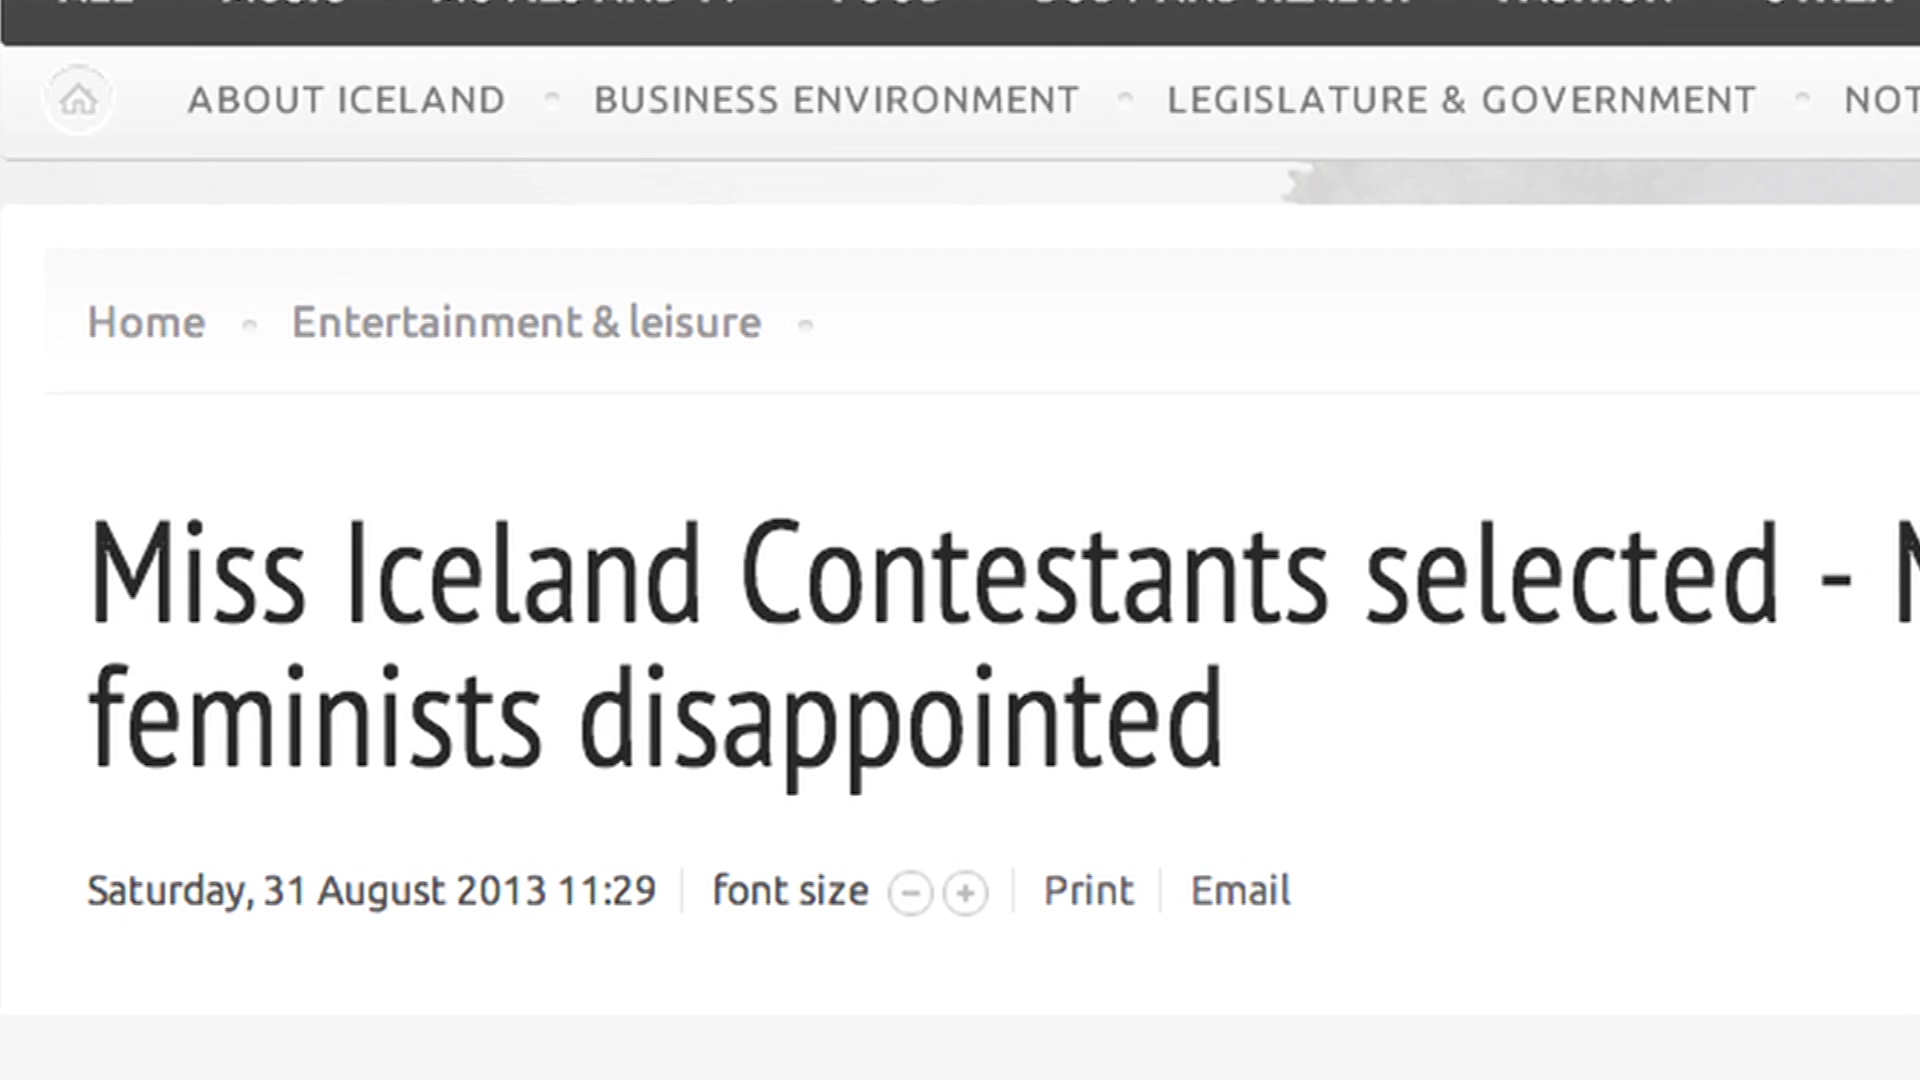 ABOUT ICELAND BUSINESS ENVIRONMENT LEGISLATURE & GOVERNMENT
Home Entertainment & leisure
Miss Iceland Contestants selected -
feminists disappointed
Saturday, 31 August 2013 11:29 font size Print Email